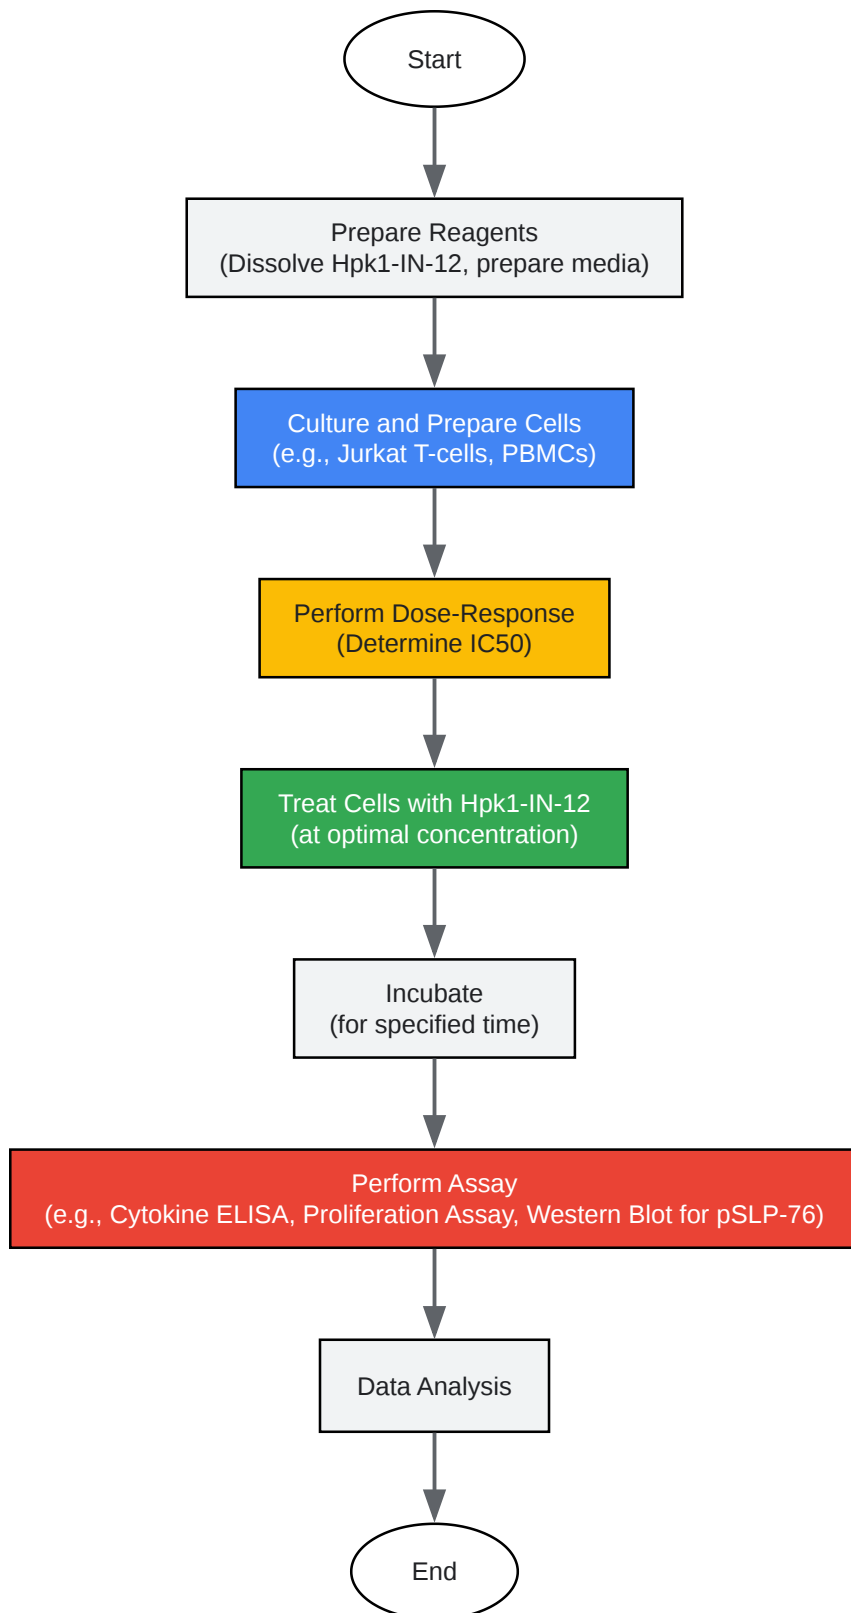 Start
Prepare Reagents
(Dissolve Hpk1-IN-12, prepare media)
Culture and Prepare Cells
(e.g., Jurkat T-cells, PBMCs)
Perform Dose-Response
(Determine IC50)
Treat Cells with Hpk1-IN-12
(at optimal concentration)
Incubate
(for specified time)
Perform Assay
(e.g., Cytokine ELISA, Proliferation Assay, Western Blot for pSLP-76)
Data Analysis
End